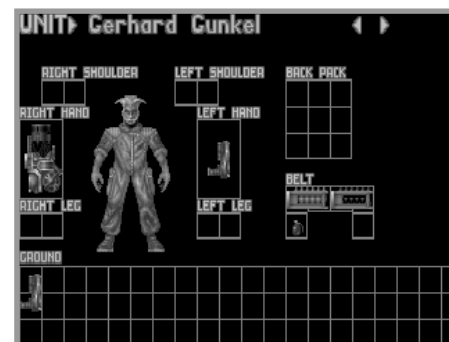 UNIT> Gerhard Gunkel
RIGHT SHOULDER LEFT SHOULDER BACK PACK
RIGHT HAND LEFT HAND
BELT
RIGHT LEG LEFT LEG
GROUND